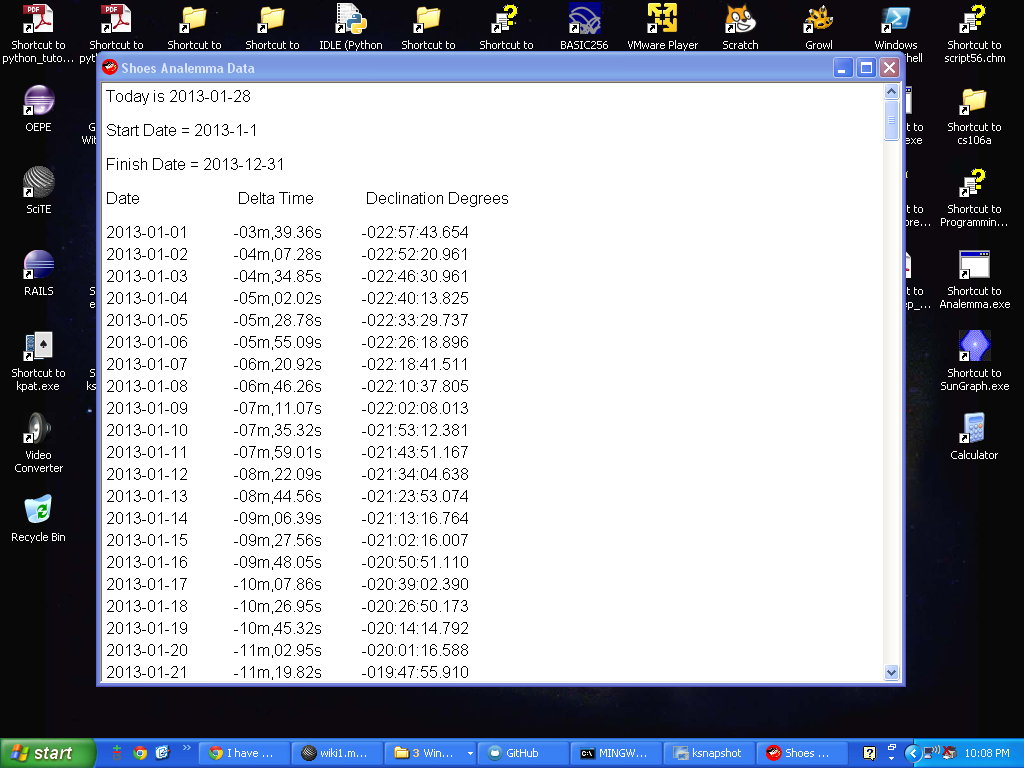 Shortcut to python_tuto...
Shortcut to
Shortcut to
Shortcut to
IDLE (Python
Shortcut to
Shortcut to
BASIC256
VMware Player
Scratch
Growl
Windows
Shortcut to script56.chm
OEPE
SciTE
RAILS
Shortcut to kpat.exe
Video Converter
Recycle Bin
Shoes Analemma Data
Today is 2013-01-28
Start Date = 2013-1-1
Finish Date = 2013-12-31
Date Delta Time Declination Degrees
2013-01-01 -03m,39.36s -022:57:43.654
2013-01-02 -04m,07.28s -022:52:20.961
2013-01-03 -04m,34.85s -022:46:30.961
2013-01-04 -05m,02.02s -022:40:13.825
2013-01-05 -05m,28.78s -022:33:29.737
2013-01-06 -05m,55.09s -022:26:18.896
2013-01-07 -06m,20.92s -022:18:41.511
2013-01-08 -06m,46.26s -022:10:37.805
2013-01-09 -07m,11.07s -022:02:08.013
2013-01-10 -07m,35.32s -021:53:12.381
2013-01-11 -07m,59.01s -021:43:51.167
2013-01-12 -08m,22.09s -021:34:04.638
2013-01-13 -08m,44.56s -021:23:53.074
2013-01-14 -09m,06.39s -021:13:16.764
2013-01-15 -09m,27.56s -021:02:16.007
2013-01-16 -09m,48.05s -020:50:51.110
2013-01-17 -10m,07.86s -020:39:02.390
2013-01-18 -10m,26.95s -020:26:50.173
2013-01-19 -10m,45.32s -020:14:14.792
2013-01-20 -11m,02.95s -020:01:16.588
2013-01-21 -11m,19.82s -019:47:55.910
Shortcut to cs106a
Shortcut to Programmin...
Shortcut to Analemma.exe
Shortcut to SunGraph.exe
Calculator
start
I have ...
wiki1.m...
3 Win...
GitHub
MINGW...
ksnapshot
Shoes ...
10:08 PM